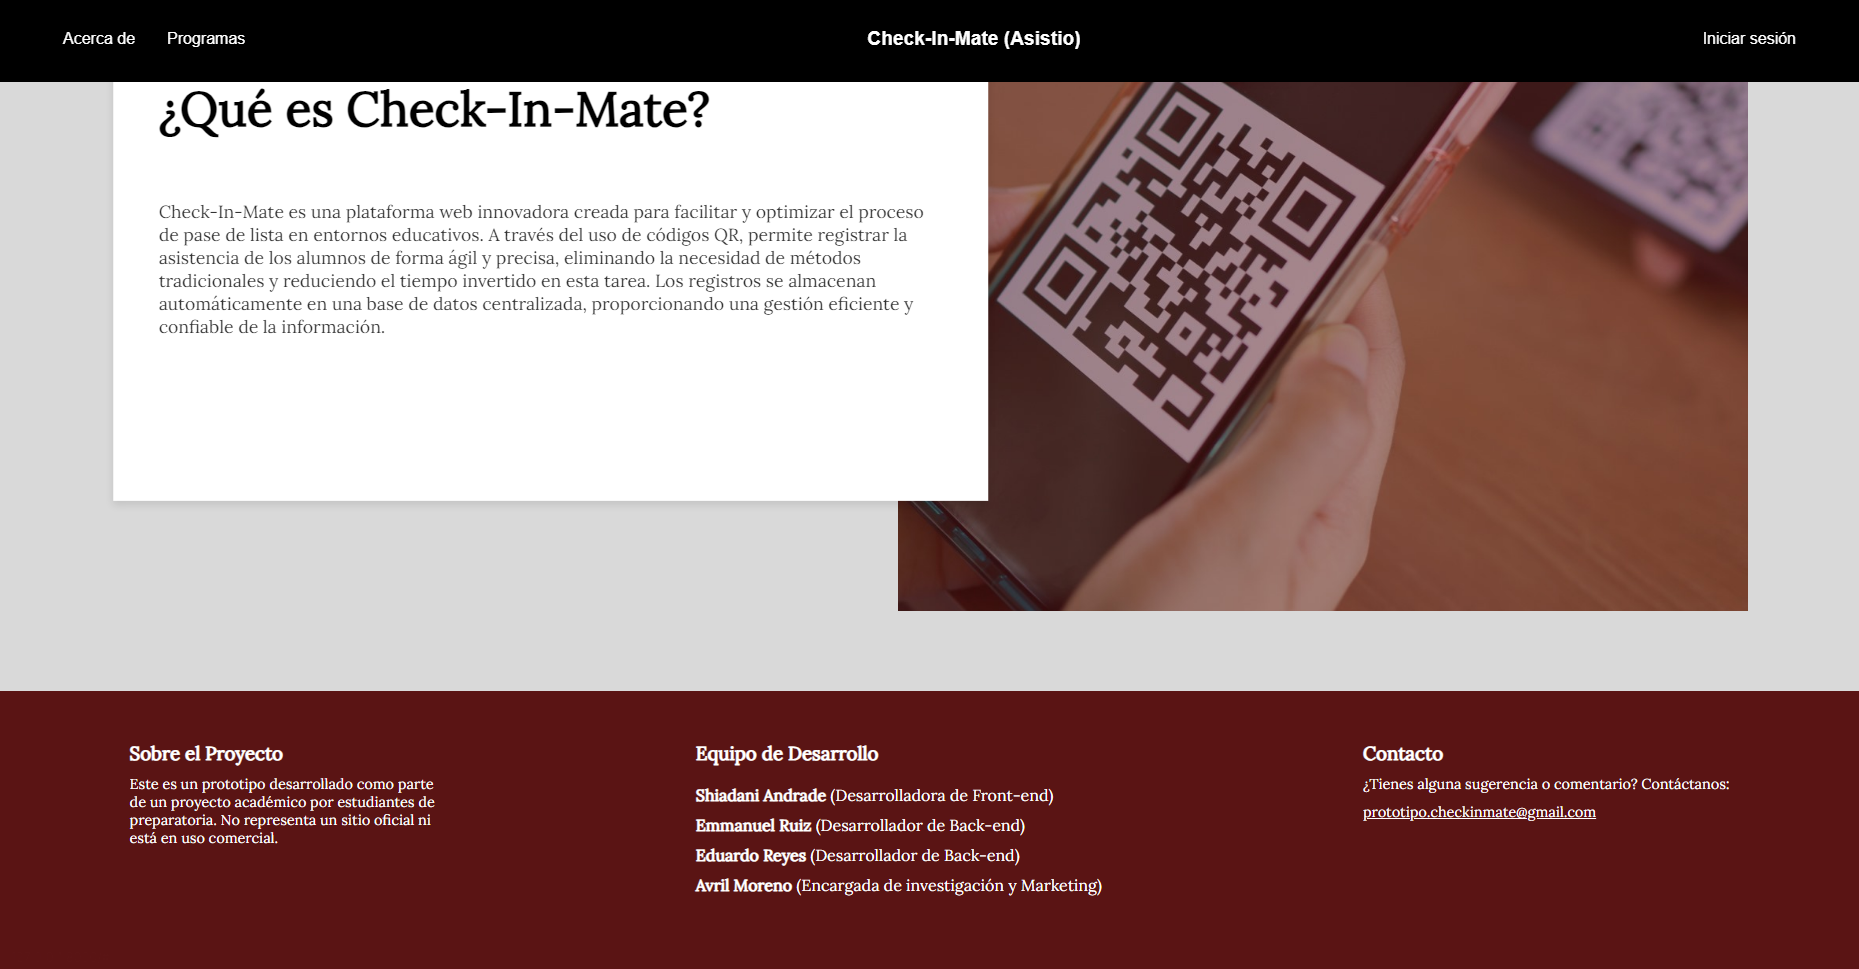 Acerca de
Programas
Check-In-Mate (Asistio)
Iniciar sesión
¿Qué es Check-In-Mate?
Check-In-Mate es una plataforma web innovadora creada para facilitar y optimizar el proceso
de pase de lista en entornos educativos. A través del uso de códigos QR, permite registrar la
asistencia de los alumnos de forma ágil y precisa, eliminando la necesidad de métodos
tradicionales y reduciendo el tiempo invertido en esta tarea. Los registros se almacenan
automáticamente en una base de datos centralizada, proporcionando una gestión eficiente y
confiable de la información.
Sobre el Proyecto
Este es un prototipo desarrollado como parte
de un proyecto académico por estudiantes de
preparatoria. No representa un sitio oficial ni
está en uso comercial.
Equipo de Desarrollo
Shiadani Andrade (Desarrolladora de Front-end)
Emmanuel Ruiz (Desarrollador de Back-end)
Eduardo Reyes (Desarrollador de Back-end)
Avril Moreno (Encargada de investigación y Marketing)
Contacto
¿Tienes alguna sugerencia o comentario? Contáctanos:
prototipo.checkinmate@gmail.com